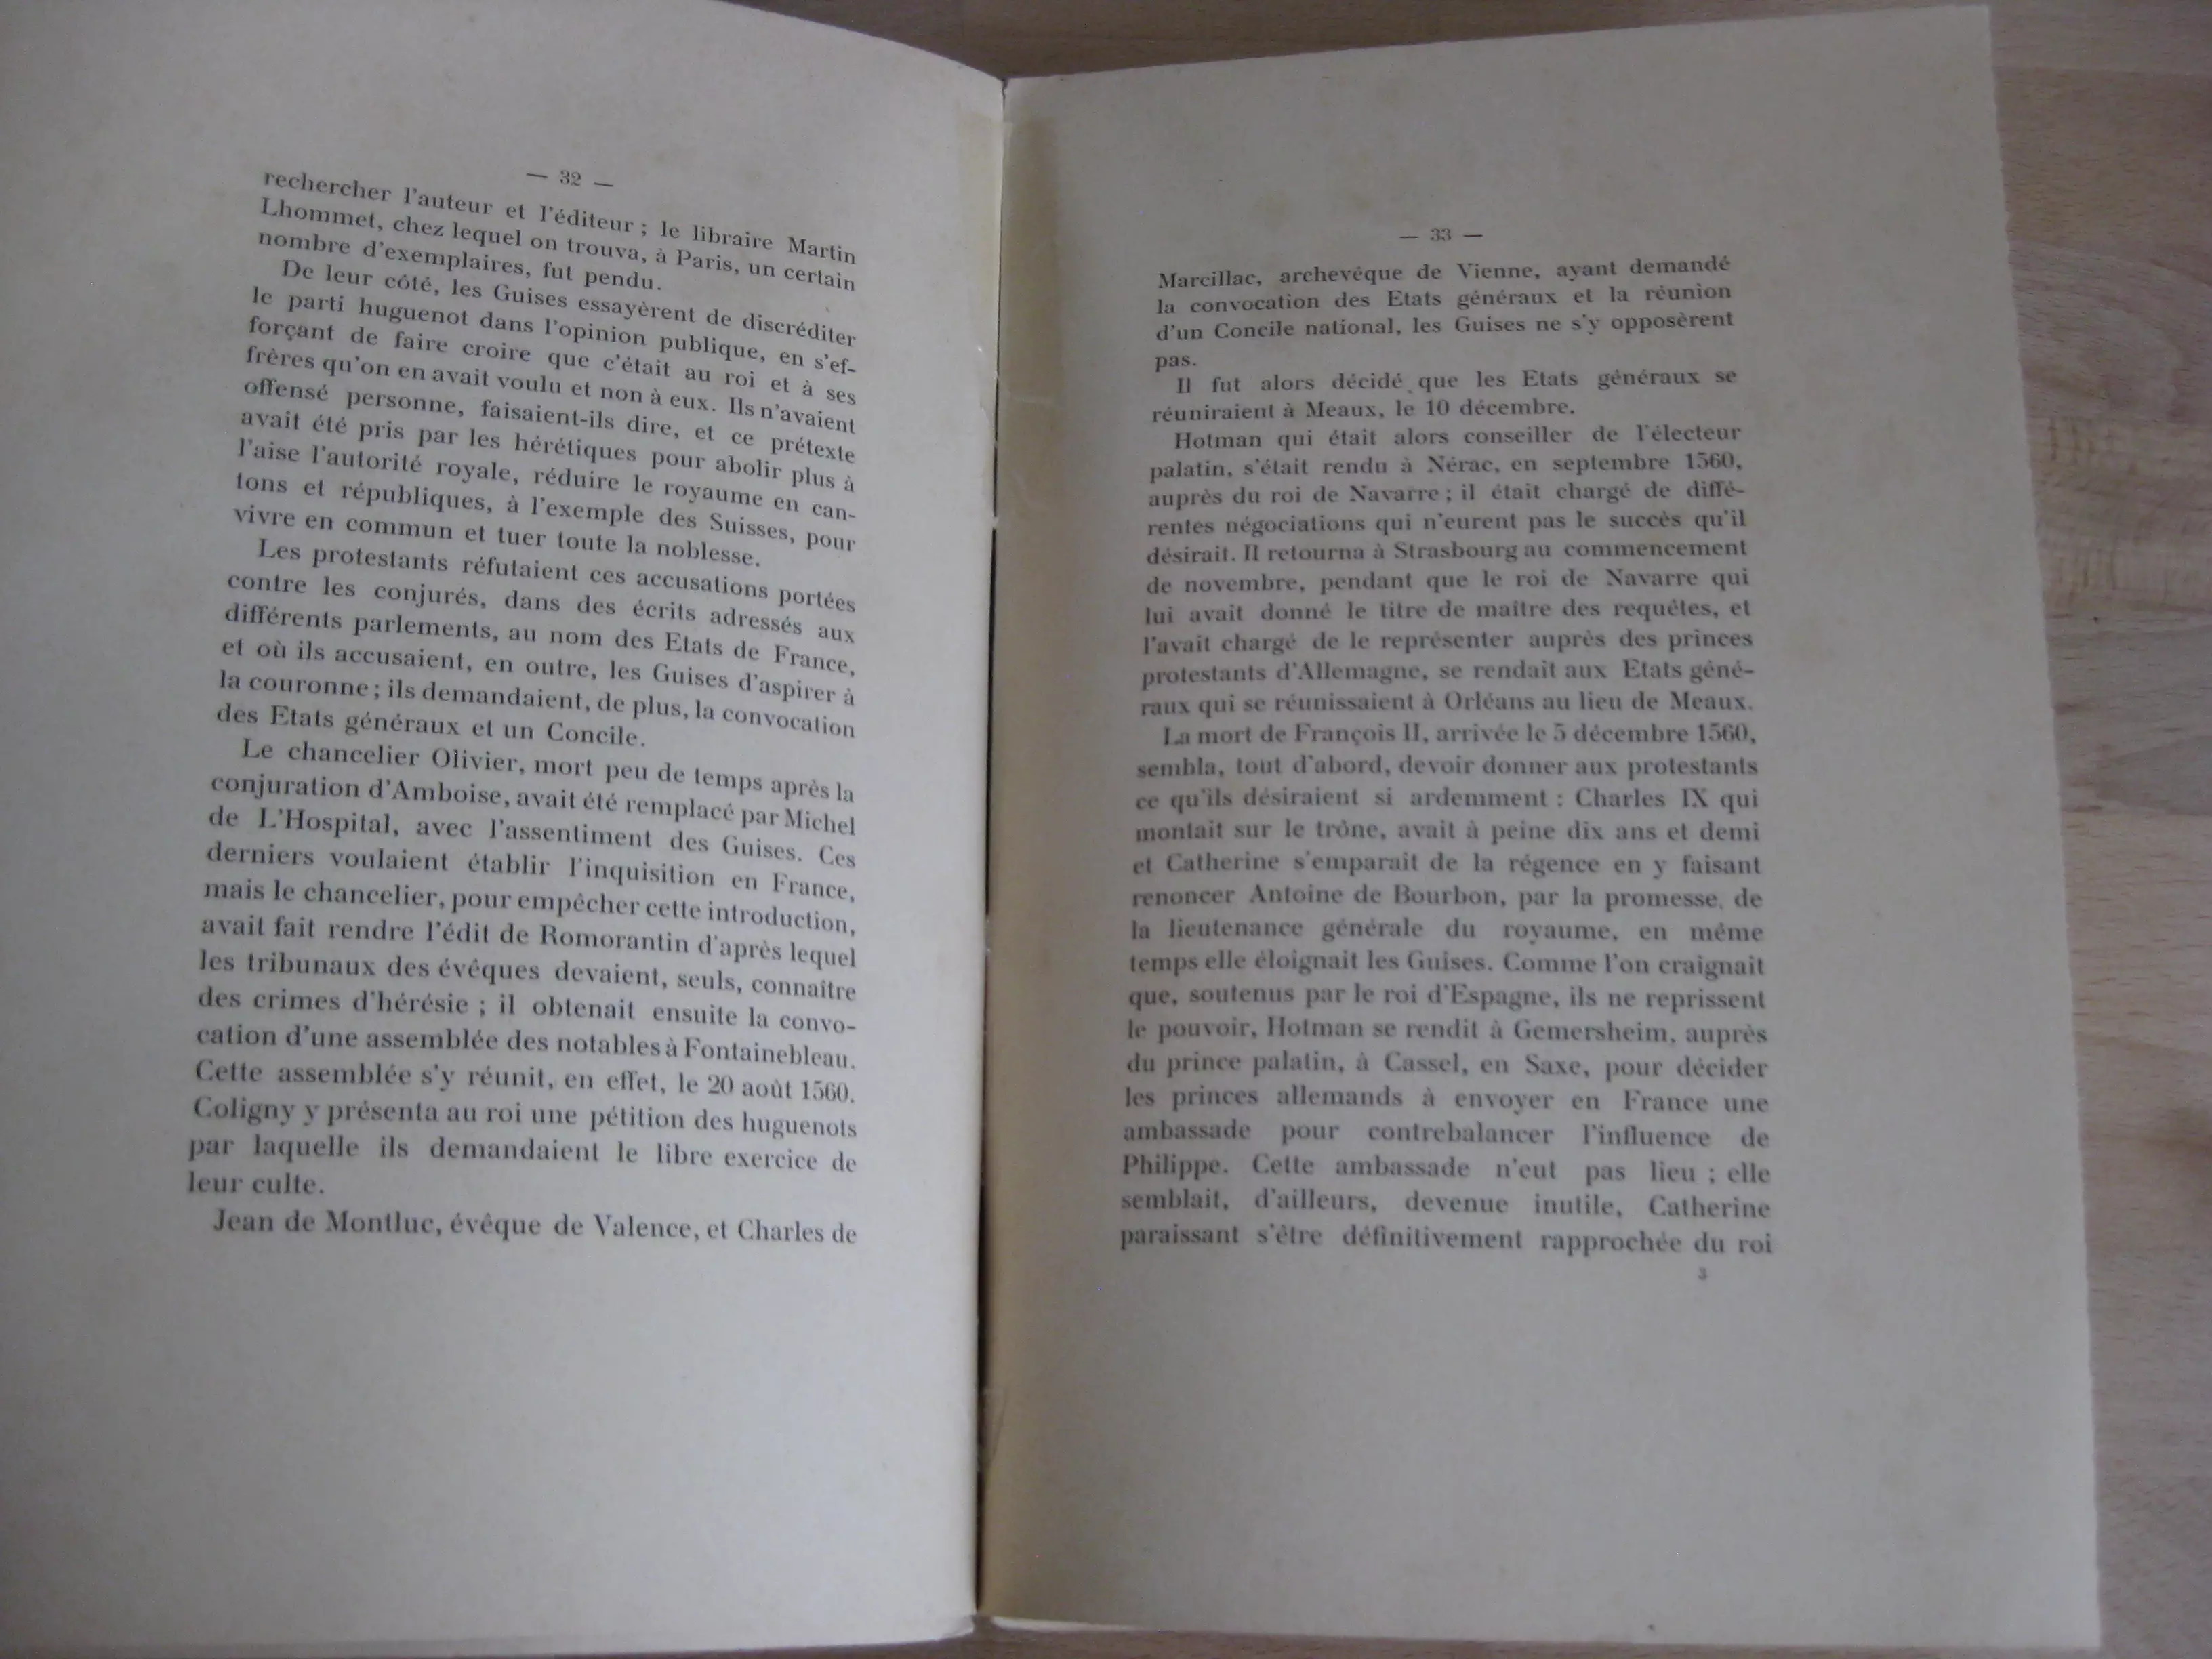 — 32 —
rechercher l'auteur et l'éditeur ; le libraire Martin
Lhommet, chez lequel on trouva, à Paris, un certain
nombre d'exemplaires, fut pendu.
De leur côté, les Guises essayèrent de discréditer
le parti huguenot dans l'opinion publique, en s'ef-
forçant de faire croire que c'était au roi et à ses
frères qu'on en avait voulu et non à eux. Ils n'avaient
offensé personne, faisaient-ils dire, et ce prétexte
avait été pris par les hérétiques pour abolir plus à
l'aise l'autorité royale, réduire le royaume en can-
tons et républiques, à l'exemple des Suisses, pour
vivre en commun et tuer toute la noblesse.
Les protestants réfutaient ces accusations portées
contre les conjurés, dans des écrits adressés aux
différents parlements, au nom des Etats de France,
et où ils accusaient, en outre, les Guises d'aspirer à
la couronne ; ils demandaient, de plus, la convocation
des Etats généraux et un Concile.
Le chancelier Olivier, mort peu de temps après la
conjuration d'Amboise, avait été remplacé par Michel
de L'Hospital, avec l'assentiment des Guises. Ces
derniers voulaient établir l'inquisition en France,
mais le chancelier, pour empêcher cette introduction,
avait fait rendre l'édit de Romorantin d'après lequel
les tribunaux des évêques devaient, seuls, connaître
des crimes d'hérésie ; il obtenait ensuite la convo-
cation d'une assemblée des notables à Fontainebleau.
Cette assemblée s'y réunit, en effet, le 20 août 1560.
Coligny y présenta au roi une pétition des huguenots
par laquelle ils demandaient le libre exercice de
leur culte.
Jean de Montluc, évêque de Valence, et Charles de
— 33 —
Marcillac, archevêque de Vienne, ayant demandé
la convocation des Etats généraux et la réunion
d'un Concile national, les Guises ne s'y opposèrent
pas.
Il fut alors décidé que les Etats généraux se
réuniraient à Meaux, le 10 décembre.
Hotman qui était alors conseiller de l'électeur
palatin, s'était rendu à Nérac, en septembre 1560,
auprès du roi de Navarre ; il était chargé de diffé-
rentes négociations qui n'eurent pas le succès qu'il
désirait. Il retourna à Strasbourg au commencement
de novembre, pendant que le roi de Navarre qui
lui avait donné le titre de maître des requêtes, et
l'avait chargé de le représenter auprès des princes
protestants d'Allemagne, se rendait aux Etats géné-
raux qui se réunissaient à Orléans au lieu de Meaux.
La mort de François II, arrivée le 5 décembre 1560,
sembla, tout d'abord, devoir donner aux protestants
ce qu'ils désiraient si ardemment : Charles IX qui
montait sur le trône, avait à peine dix ans et demi
et Catherine s'emparait de la régence en y faisant
renoncer Antoine de Bourbon, par la promesse, de
la lieutenance générale du royaume, en même
temps elle éloignait les Guises. Comme l'on craignait
que, soutenus par le roi d'Espagne, ils ne reprissent
le pouvoir, Hotman se rendit à Gemersheim, auprès
du prince palatin, à Cassel, en Saxe, pour décider
les princes allemands à envoyer en France une
ambassade pour contrebalancer l'influence de
Philippe. Cette ambassade n'eut pas lieu ; elle
semblait, d'ailleurs, devenue inutile, Catherine
paraissant s'être définitivement rapprochée du roi
3